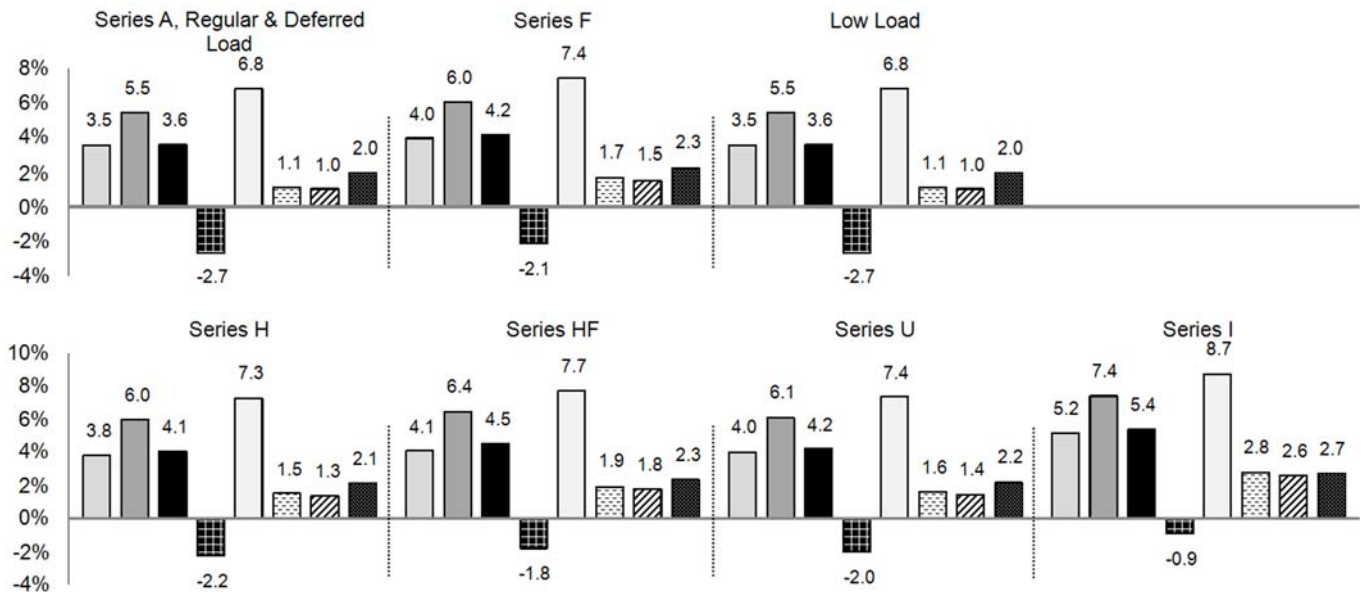 Series A, Regular & Deferred
Load
Series F
Low Load
8%
6%
4%
2%
0%
-2%
-4%
3.5 5.5 3.6 -2.7 6.8 1.1 1.0 2.0
4.0 6.0 4.2 -2.1 7.4 1.7 1.5 2.3
3.5 5.5 3.6 -2.7 6.8 1.1 1.0 2.0
Series H
Series HF
Series U
Series I
10%
8%
6%
4%
2%
0%
-2%
-4%
3.8 6.0 4.1 -2.2 7.3 1.5 1.3 2.1
4.1 6.4 4.5 -1.8 7.7 1.9 1.8 2.3
4.0 6.1 4.2 -2.0 7.4 1.6 1.4 2.2
5.2 7.4 5.4 -0.9 8.7 2.8 2.6 2.7